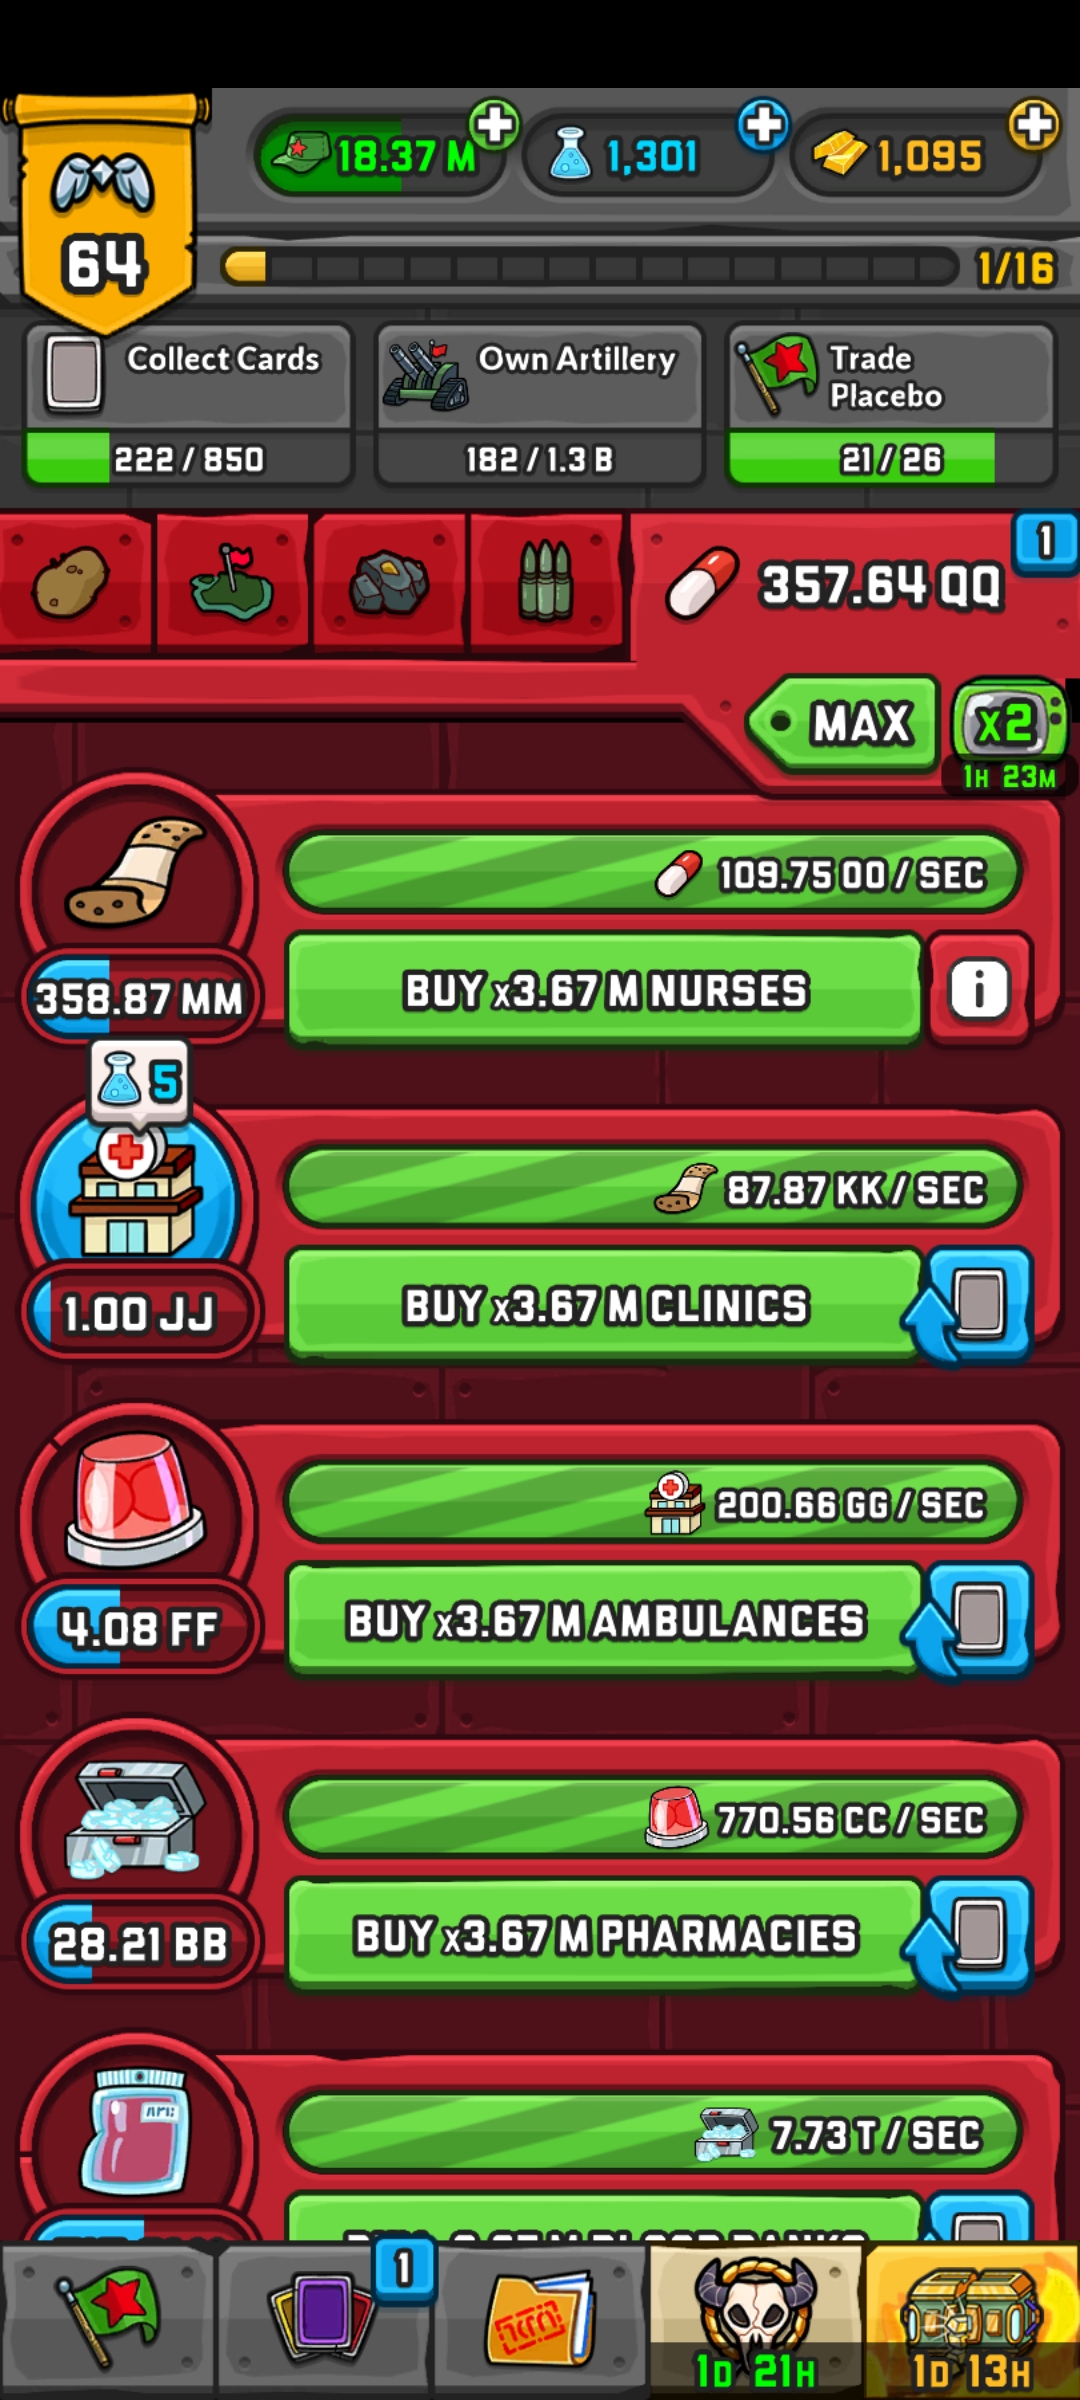 18.37 M
1,301
1,095
64
1/16
Collect Cards
222 / 850
Own Artillery
182 / 1.3 B
Trade
Placebo
21 / 26
357.64 QQ
1
MAX
x2
1H 23M
109.75 OO / SEC
358.87 MM
BUY x3.67 M NURSES
i
5
87.87 KK / SEC
1.00 JJ
BUY x3.67 M CLINICS
200.66 GG / SEC
4.08 FF
BUY x3.67 M AMBULANCES
770.56 CC / SEC
28.21 BB
BUY x3.67 M PHARMACIES
7.73 T / SEC
1
1D 21H
1D 13H